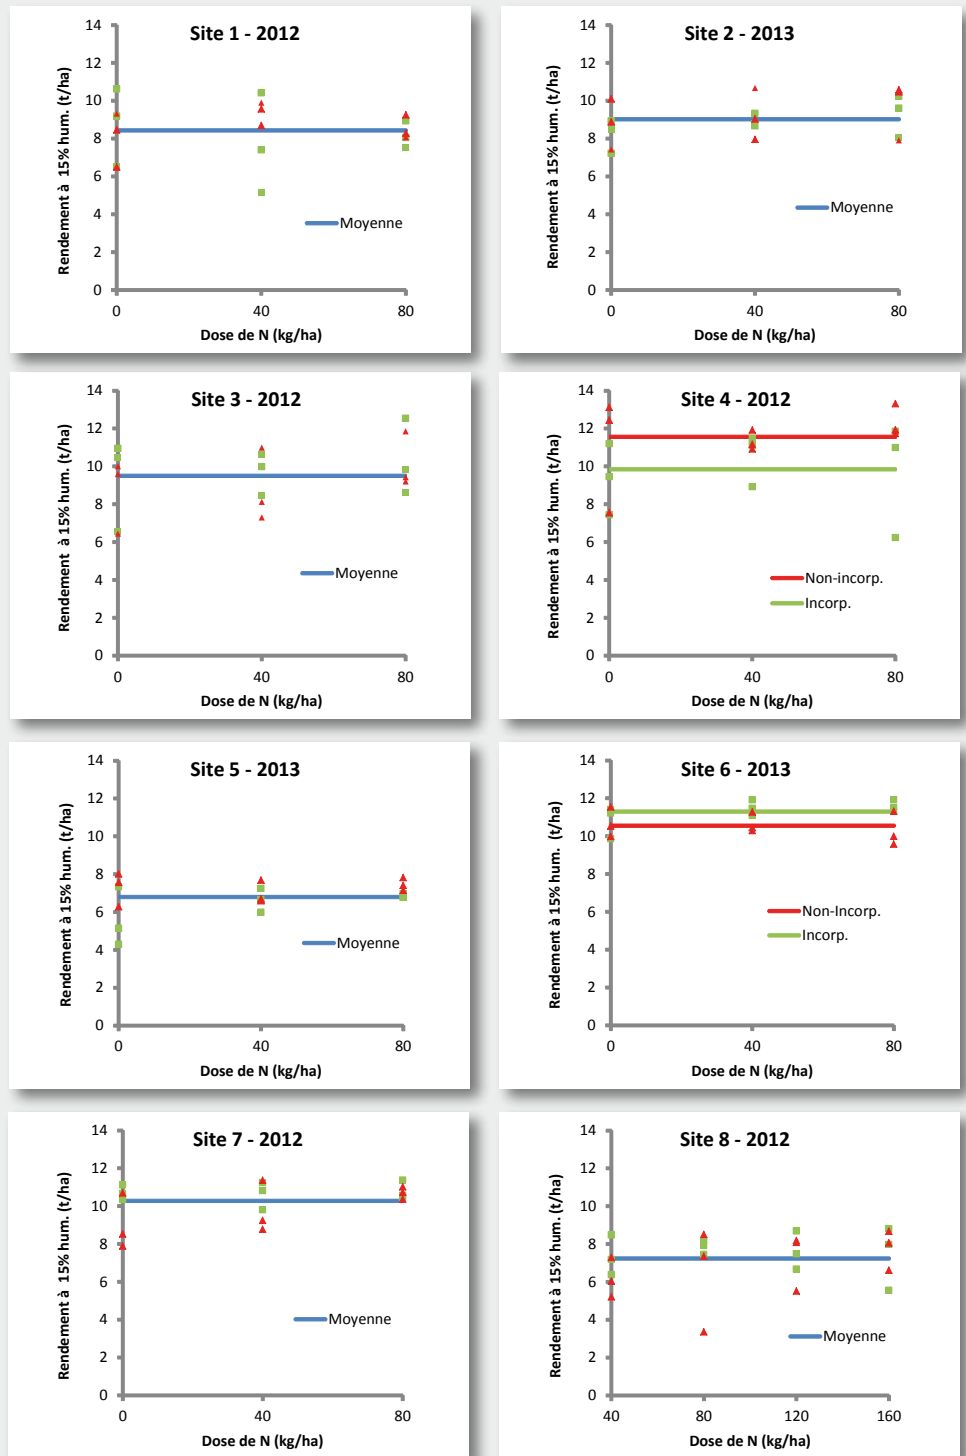 Site 1 - 2012
Rendement à 15% hum. (t/ha)
14
12
10
8
6
4
2
0
Moyenne
0 40 80
Dose de N (kg/ha)
Site 2 - 2013
Rendement à 15% hum. (t/ha)
14
12
10
8
6
4
2
0
Moyenne
0 40 80
Dose de N (kg/ha)
Site 3 - 2012
Rendement à 15% hum. (t/ha)
14
12
10
8
6
4
2
0
Moyenne
0 40 80
Dose de N (kg/ha)
Site 4 - 2012
Rendement à 15% hum. (t/ha)
14
12
10
8
6
4
2
0
Non-incorp.
Incorp.
0 40 80
Dose de N (kg/ha)
Site 5 - 2013
Rendement à 15% hum. (t/ha)
14
12
10
8
6
4
2
0
Moyenne
0 40 80
Dose de N (kg/ha)
Site 6 - 2013
Rendement à 15% hum. (t/ha)
14
12
10
8
6
4
2
0
Non-Incorp.
Incorp.
0 40 80
Dose de N (kg/ha)
Site 7 - 2012
Rendement à 15% hum. (t/ha)
14
12
10
8
6
4
2
0
Moyenne
0 40 80
Dose de N (kg/ha)
Site 8 - 2012
Rendement à 15% hum. (t/ha)
14
12
10
8
6
4
2
0
Moyenne
40 80 120 160
Dose de N (kg/ha)